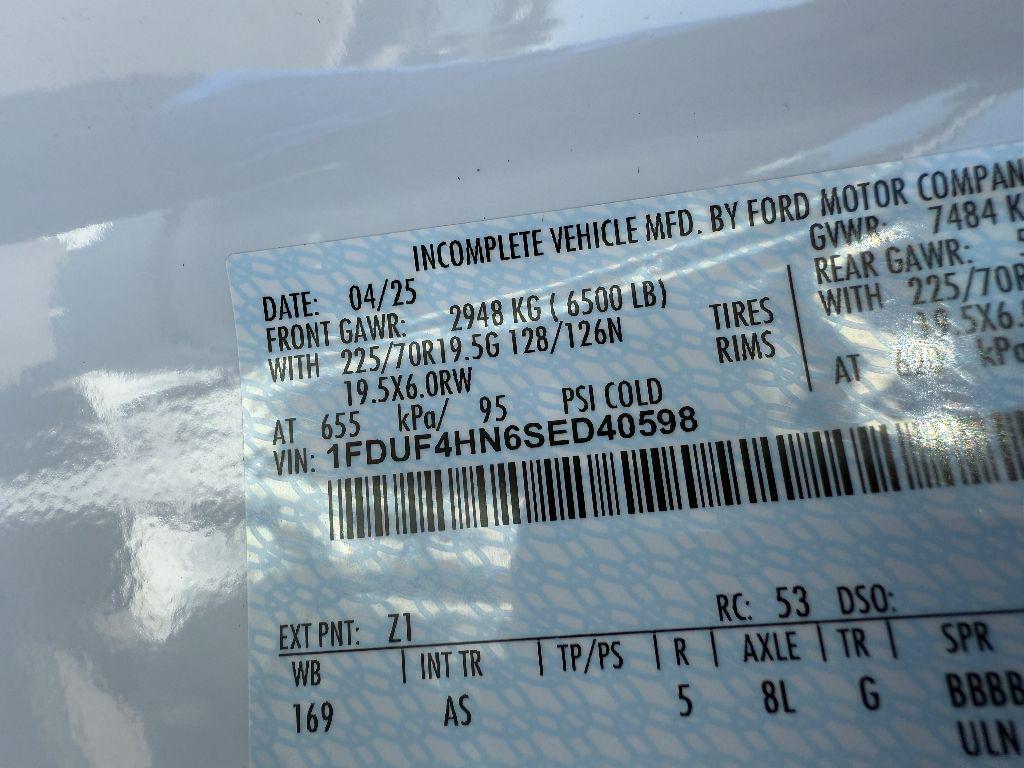 INCOMPLETE VEHICLE MFD. BY FORD MOTOR COMPAN
DATE: 04/25
FRONT GAWR: 2948 KG ( 6500 LB)
WITH 225/70R19.5G 128/126N TIRES
19.5X6.0RW RIMS
AT 655 kPa/ 95 PSI COLD
GVWR: 7484 K
REAR GAWR:
WITH 225/70R
19.5X6.
AT kPa
VIN: 1FDUF4HN6SED40598
EXT PNT: Z1 RC: 53 DSO:
WB | INT TR | TP/PS | R | AXLE | TR | SPR
169 AS 5 8L G BBBB
ULN